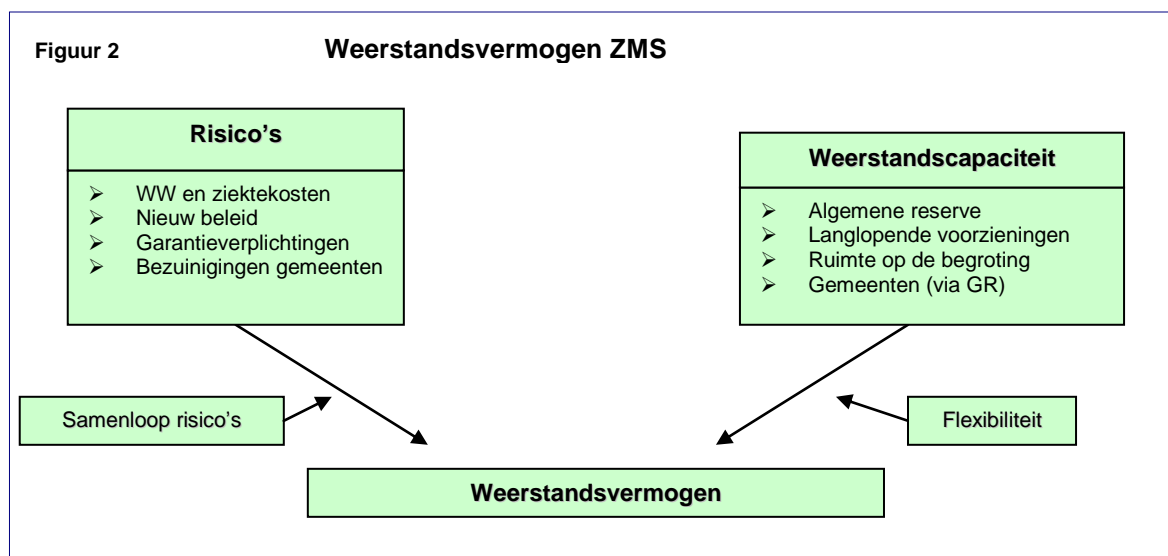 Figuur 2
Weerstandsvermogen ZMS
Risico's
➢ WW en ziektekosten
➢ Nieuw beleid
➢ Garantieverplichtingen
➢ Bezuinigingen gemeenten
Weerstandscapaciteit
➢ Algemene reserve
➢ Langlopende voorzieningen
➢ Ruimte op de begroting
➢ Gemeenten (via GR)
Samenloop risico's
Flexibiliteit
Weerstandsvermogen